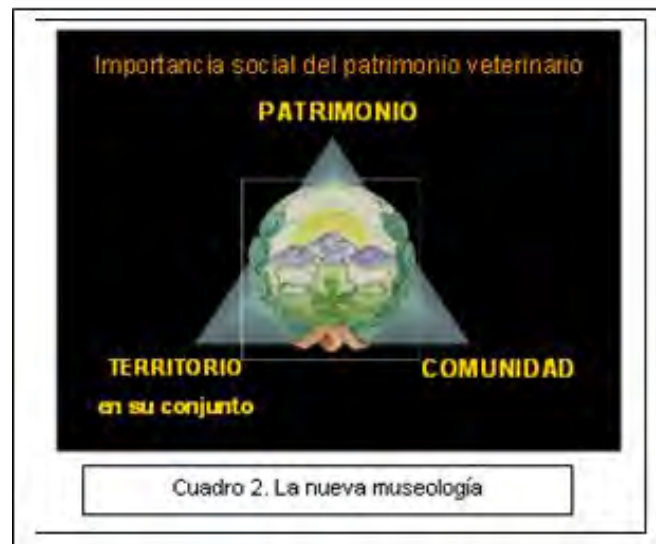 Importancia social del patrimonio veterinario
PATRIMONIO
TERRITORIO
COMUNIDAD
en su conjunto
Cuadro 2. La nueva museología